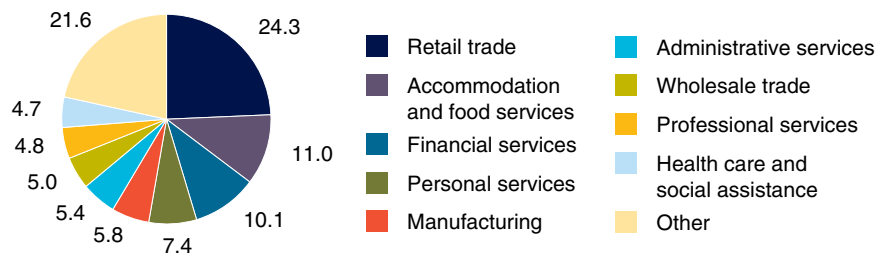 24.3
11.0
10.1
7.4
5.8
5.4
5.0
4.8
4.7
21.6
Retail trade
Accommodation
and food services
Financial services
Personal services
Manufacturing
Administrative services
Wholesale trade
Professional services
Health care and
social assistance
Other